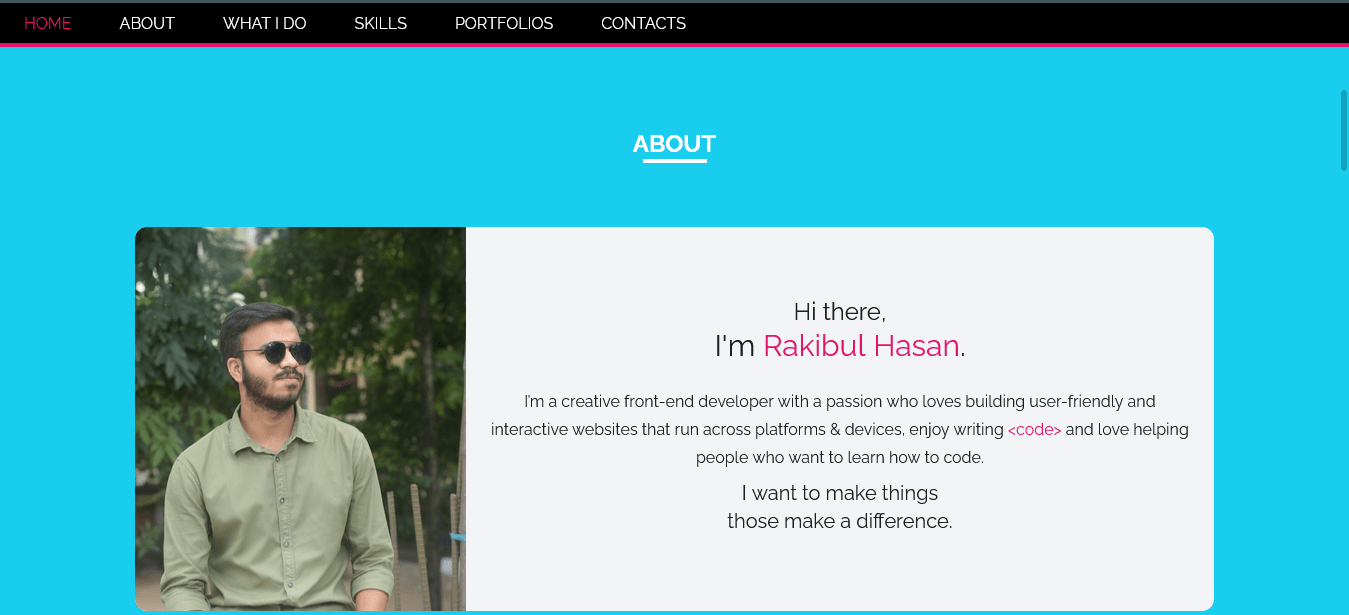 HOME ABOUT WHAT I DO SKILLS PORTFOLIOS CONTACTS
ABOUT
Hi there,
I'm Rakibul Hasan.
I'm a creative front-end developer with a passion who loves building user-friendly and
interactive websites that run across platforms & devices, enjoy writing <code> and love helping
people who want to learn how to code.
I want to make things
those make a difference.